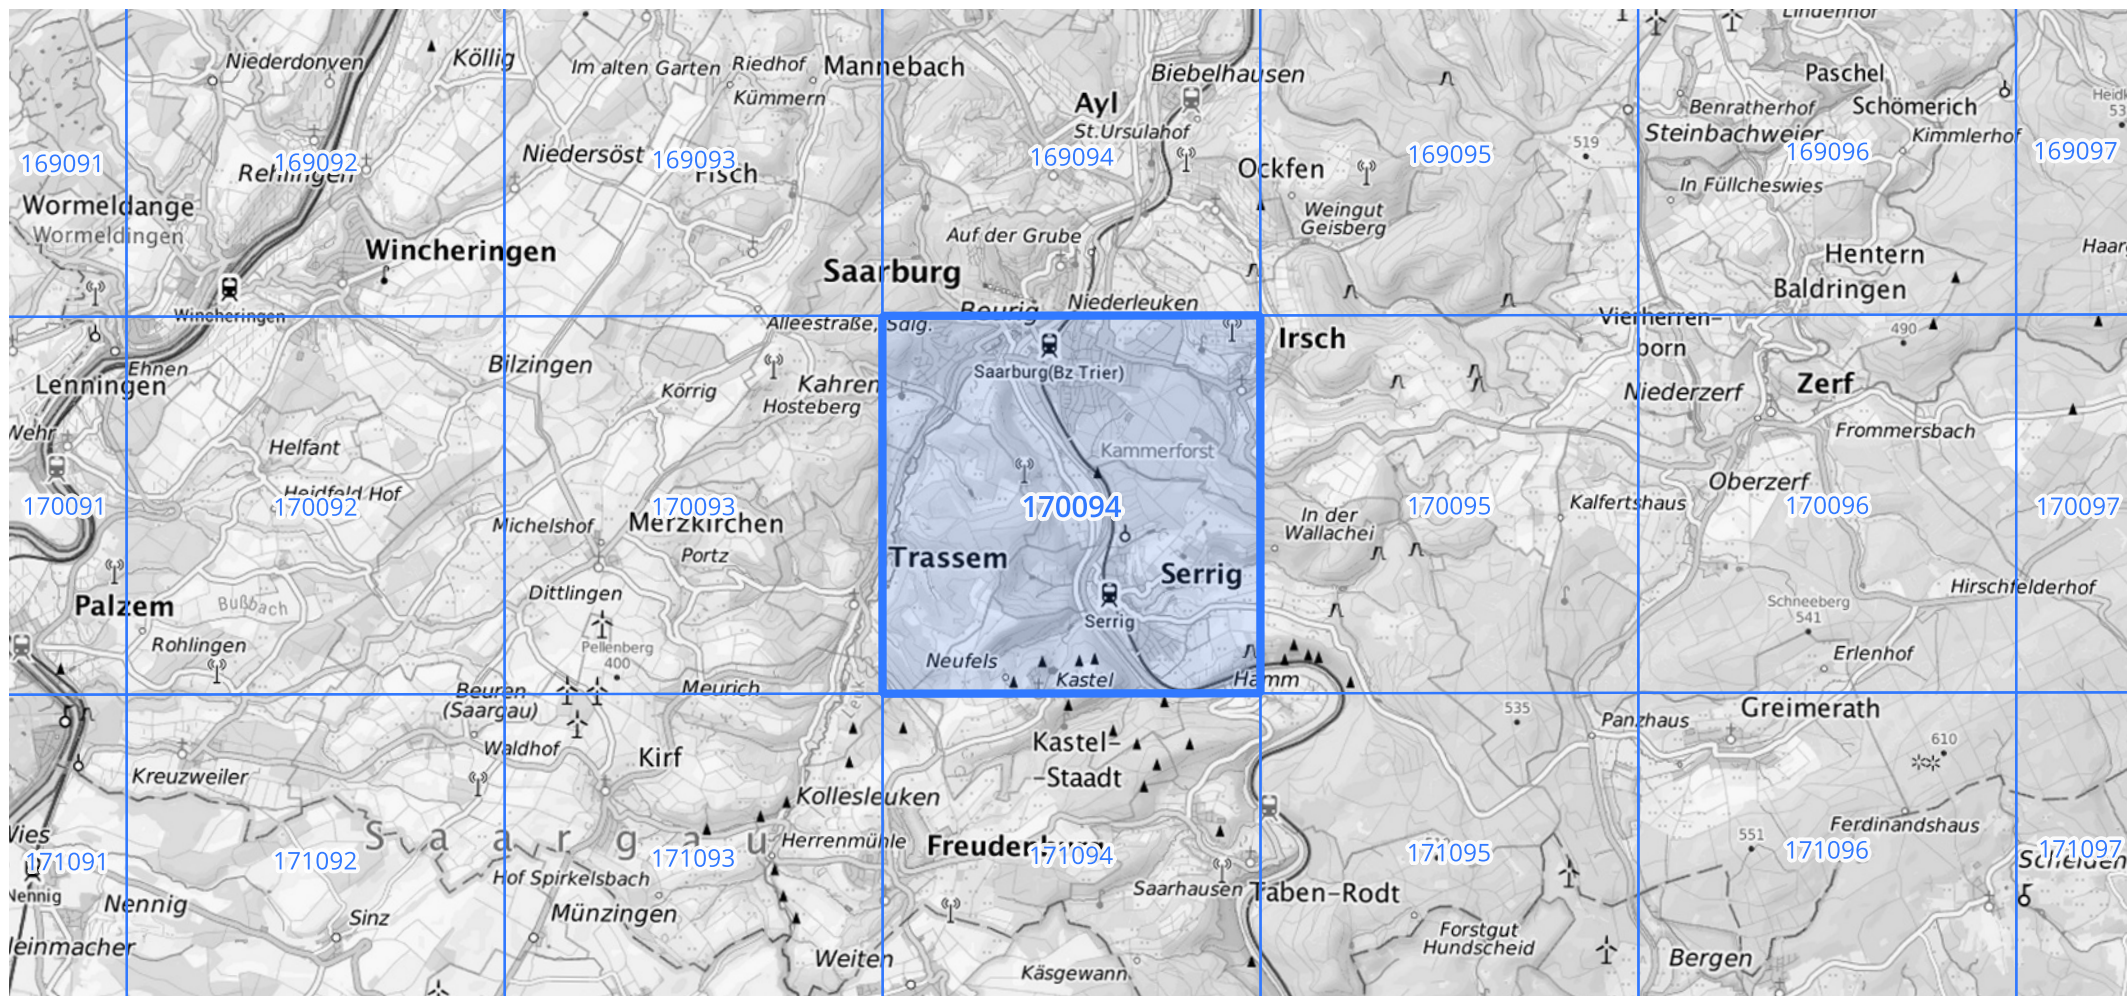 Lindenhof
Niederdonven
Köllig
Im alten Garten
Riedhof
Mannebach
Kümmern
Biebelhausen
Paschel
Ayl
St.Ursulahof
Benratherhof
Schömerich
Steinbachweier
Kimmlerhof
519
169091
169092
169093
169094
169095
169096
169097
Rehlingen
Niedersöst
Fisch
Ockfen
In Füllcheswies
Wormeldange
Wormeldingen
Weingut
Geisberg
Wincheringen
Auf der Grube
Hentern
Saarburg
Baldringen
Niederleuken
Beurig
Wincheringen
Alleestraße, Sdlg.
Vierherren-
born
490
Irsch
Ehnen
Lenningen
Bilzingen
Körrig
Kahren
Hosteberg
Saarburg(Bz Trier)
Niederzerf
Zerf
Wehr
Helfant
Kammerforst
Frommersbach
Heidfeld Hof
Oberzerf
170091
170092
170093
170094
170095
170096
170097
Michelshof
Merzkirchen
In der
Wallachei
Kalfertshaus
Portz
Trassem
Serrig
Dittlingen
Hirschfelderhof
Palzem
Bußbach
Schneeberg
541
Serrig
Rohlingen
Pellenberg
400
Neufels
Erlenhof
Kastel
Hamm
Beuren
(Saargau)
Meurich
535
Panzhaus
Greimerath
Waldhof
Kirf
Kastel-
-Staadt
610
Kreuzweiler
Kollesleuken
Saargau
Herrenmühle
Freudenburg
551
Ferdinandshaus
171091
171092
171093
171094
171095
171096
171097
Nennig
Hof Spirkelsbach
Saarhausen
Taben-Rodt
Nennig
Sinz
Münzingen
Forstgut
Hundscheid
Weiten
Käsgewann
Bergen